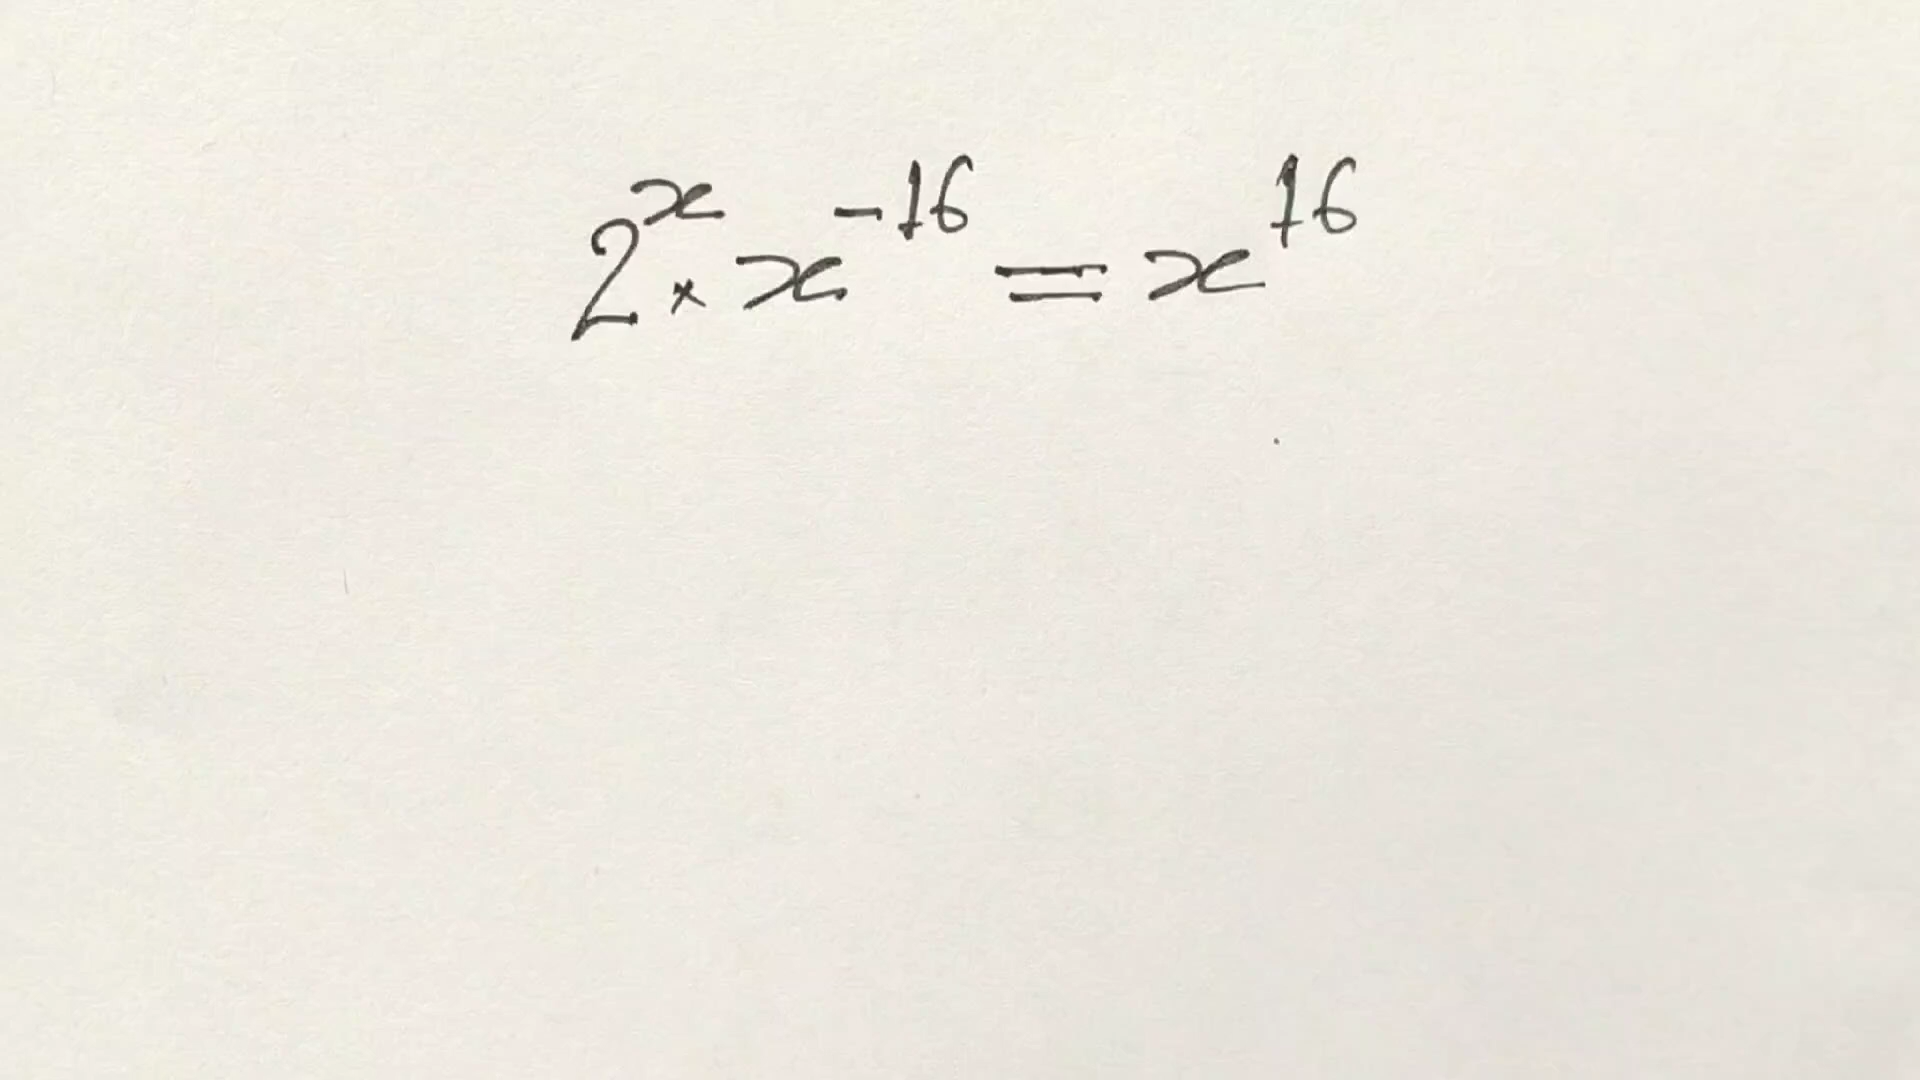 2^x × x^-16 = x^16